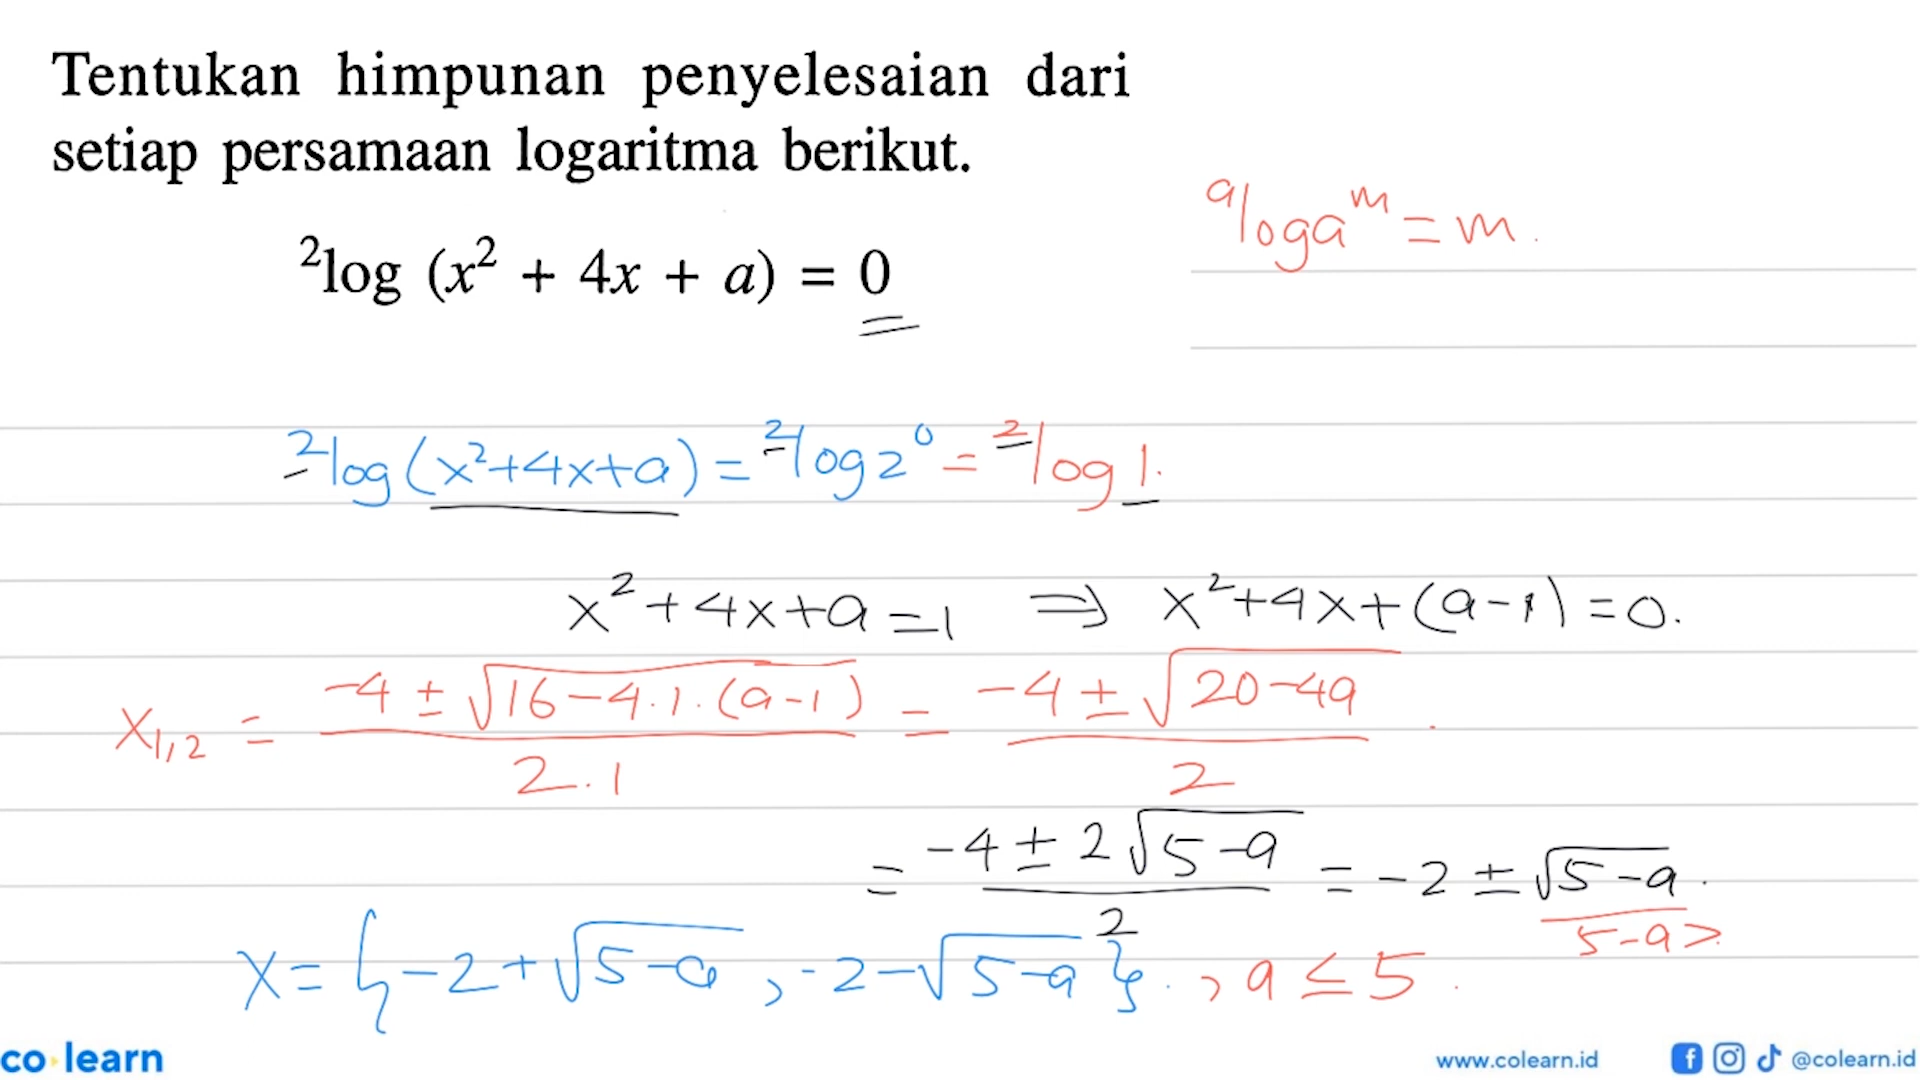 Tentukan himpunan penyelesaian dari
setiap persamaan logaritma berikut.
²log (x² + 4x + a) = 0
ᵃlog aᵐ = m.
²log (x²+4x+a) = ²log 2⁰ = ²log 1.
x²+4x+a=1 ⇒ x²+4x+(a-1)=0.
x₁,₂ = (-4 ± √(16-4.1.(a-1)))/(2.1) = (-4 ± √(20-4a))/2.
= (-4 ± 2√(5-a))/2 = -2 ± √(5-a).
5-a>
x = {-2+√(5-a), -2-√(5-a)}. , a ≤ 5.
co learn
www.colearn.id
@colearn.id